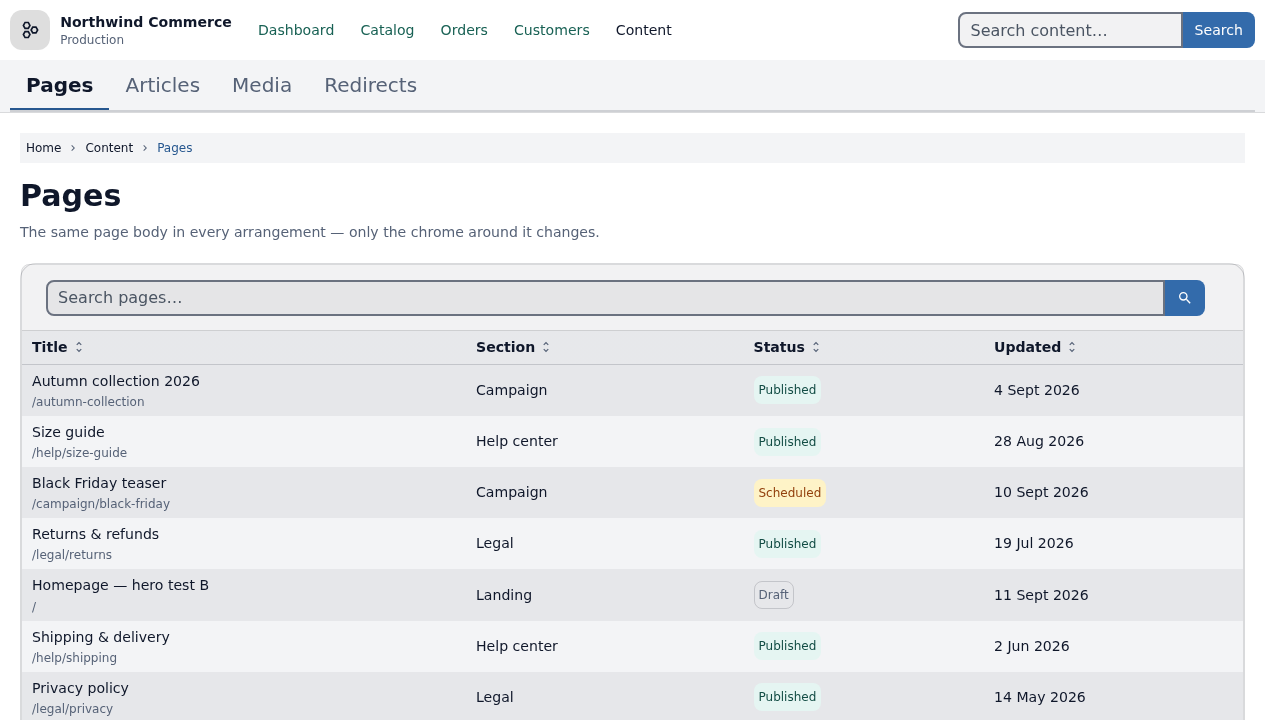 Northwind Commerce
Production
Dashboard Catalog Orders Customers Content
Search content… Search
Pages Articles Media Redirects
Home › Content › Pages
Pages
The same page body in every arrangement — only the chrome around it changes.
Search pages…
Title Section Status Updated
Autumn collection 2026
/autumn-collection
Campaign Published 4 Sept 2026
Size guide
/help/size-guide
Help center Published 28 Aug 2026
Black Friday teaser
/campaign/black-friday
Campaign Scheduled 10 Sept 2026
Returns & refunds
/legal/returns
Legal Published 19 Jul 2026
Homepage — hero test B
/
Landing Draft 11 Sept 2026
Shipping & delivery
/help/shipping
Help center Published 2 Jun 2026
Privacy policy
/legal/privacy
Legal Published 14 May 2026